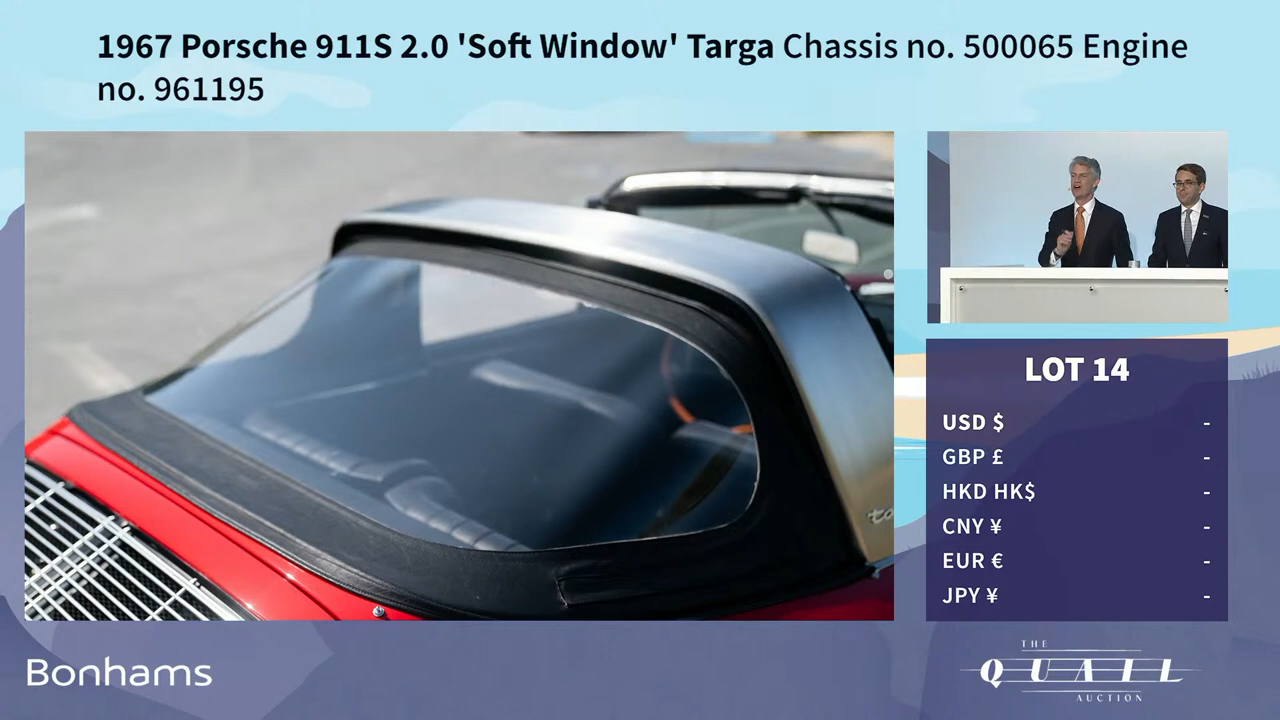 1967 Porsche 911S 2.0 'Soft Window' Targa Chassis no. 500065 Engine
no. 961195
LOT 14
USD $ -
GBP £ -
HKD HK$ -
CNY ¥ -
EUR € -
JPY ¥ -
Bonhams
THE
QUAIL
AUCTION